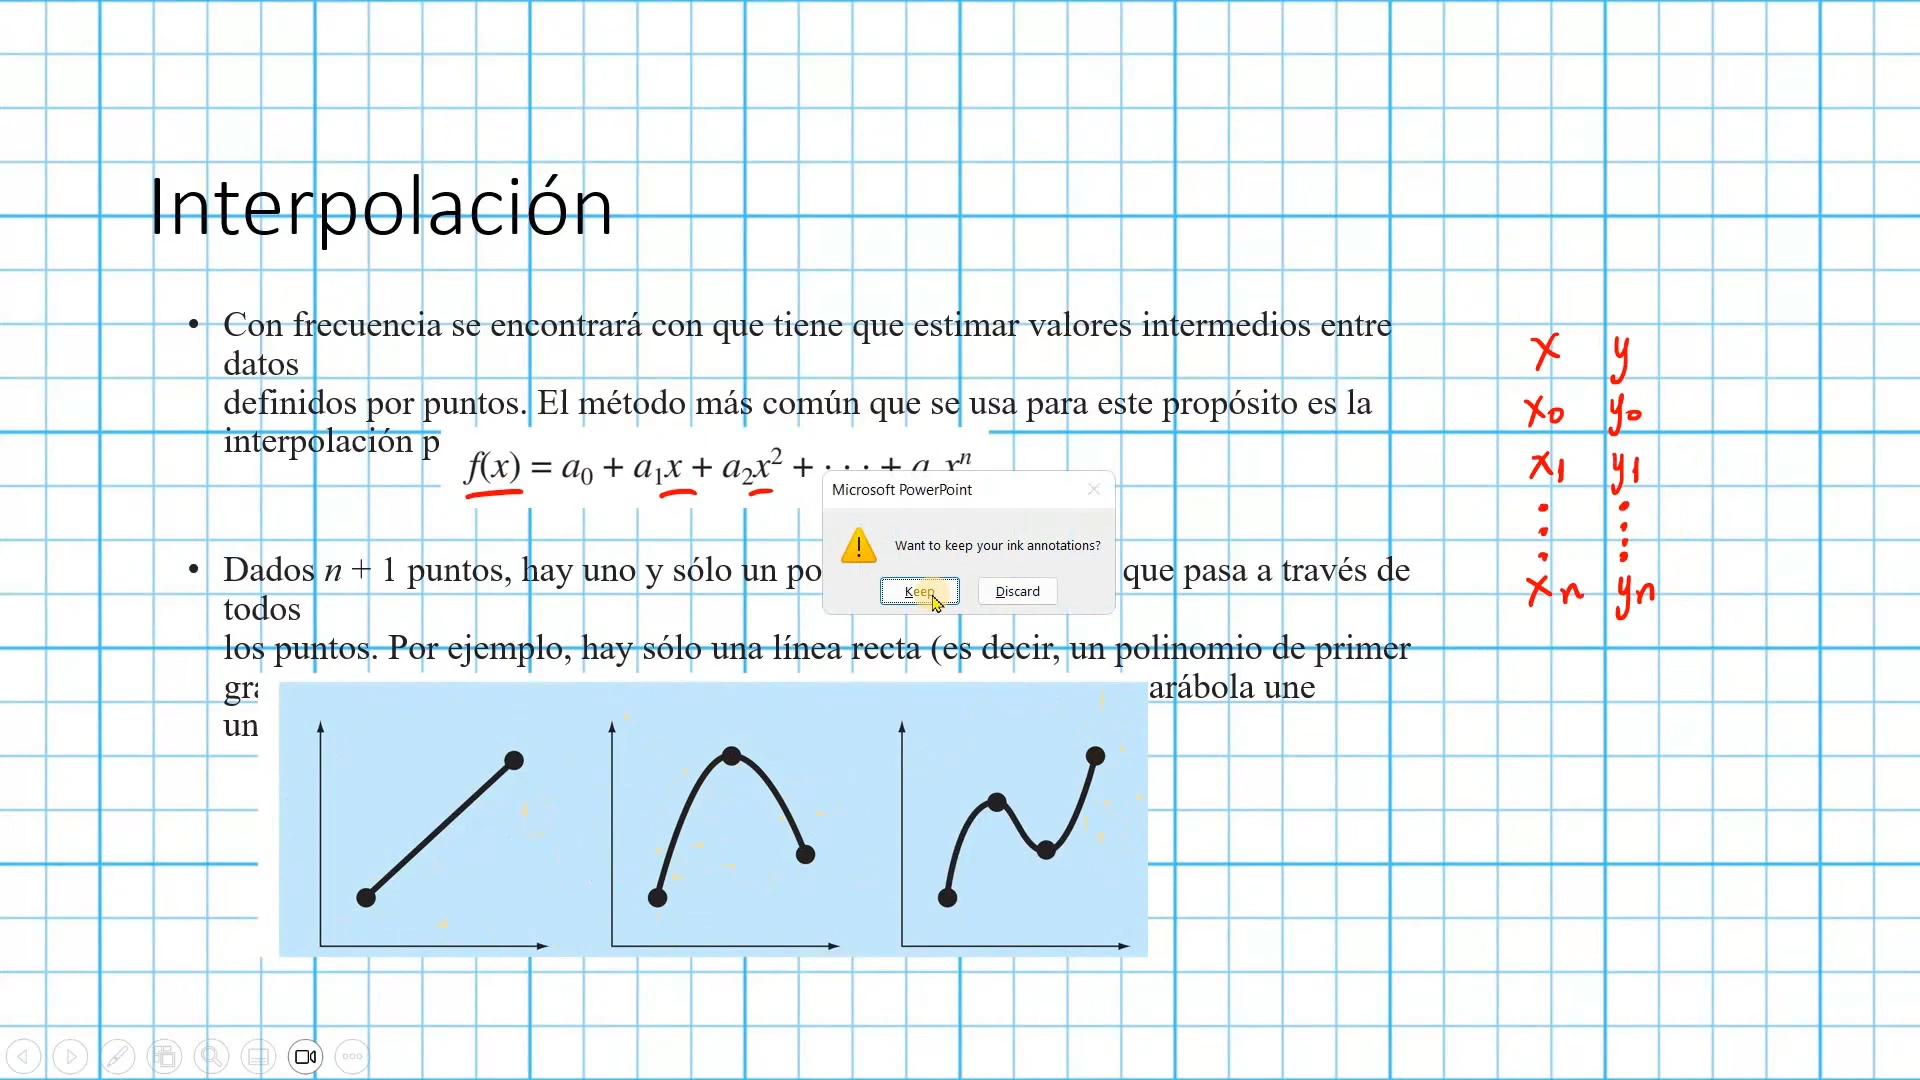 Interpolación
• Con frecuencia se encontrará con que tiene que estimar valores intermedios entre
datos
definidos por puntos. El método más común que se usa para este propósito es la
interpolación p
f(x) = a₀ + a₁x + a₂x² + · · · + a xⁿ
• Dados n + 1 puntos, hay uno y sólo un po que pasa a través de
todos
los puntos. Por ejemplo, hay sólo una línea recta (es decir, un polinomio de primer
gra arábola une
un
Microsoft PowerPoint
Want to keep your ink annotations?
Keep Discard
x y
x₀ y₀
x₁ y₁
⋮ ⋮
xₙ yₙ